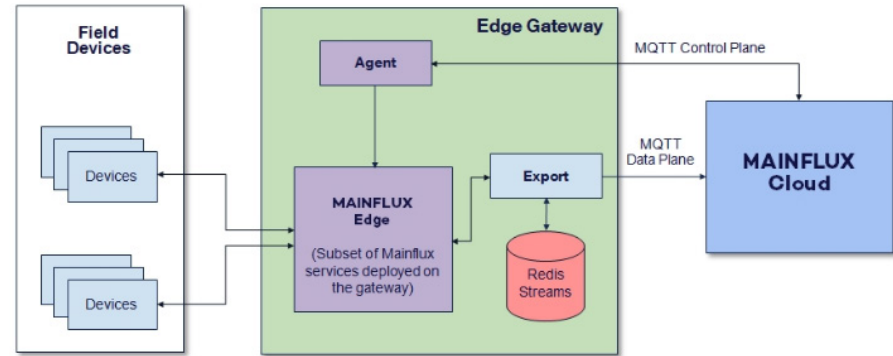 Field
Devices
Devices
Devices
Edge Gateway
Agent
MAINFLUX
Edge
(Subset of Mainflux
services deployed on
the gateway)
Export
Redis
Streams
MQTT Control Plane
MQTT
Data Plane
MAINFLUX
Cloud